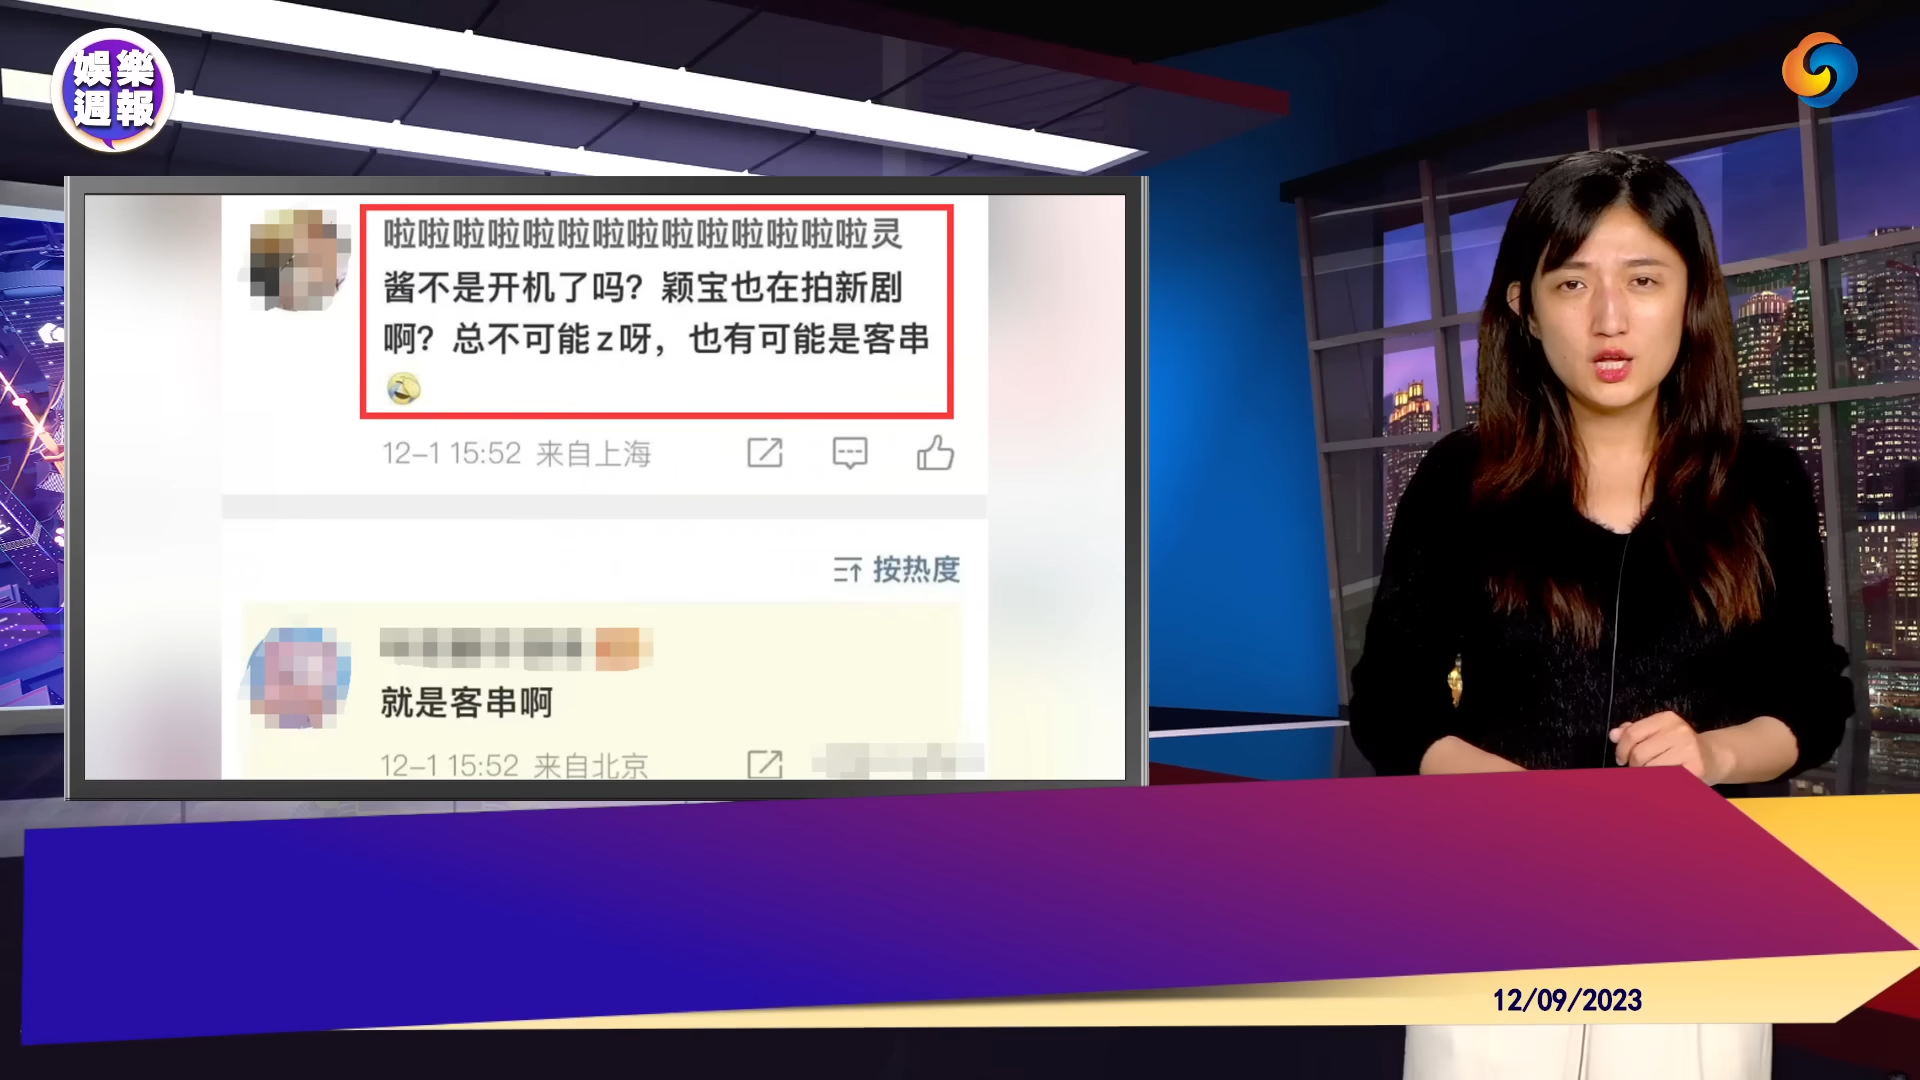 娛樂
週報
啦啦啦啦啦啦啦啦啦啦啦啦啦啦灵
酱不是开机了吗？颖宝也在拍新剧
啊？总不可能z呀，也有可能是客串
12-1 15:52 来自上海
按热度
就是客串啊
12-1 15:52 来自北京
12/09/2023